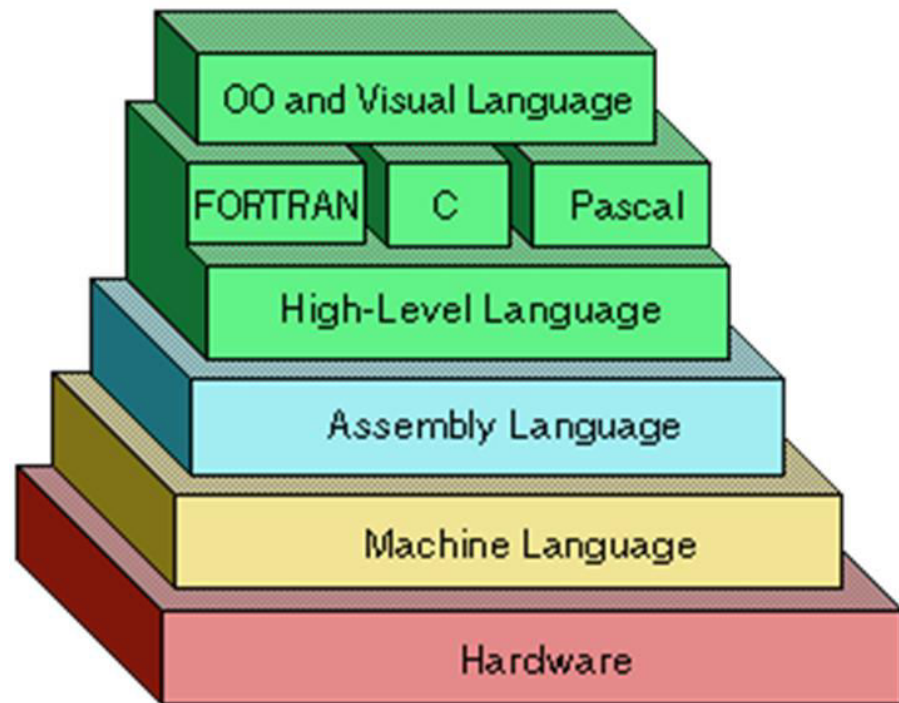 OO and Visual Language
FORTRAN C Pascal
High-Level Language
Assembly Language
Machine Language
Hardware